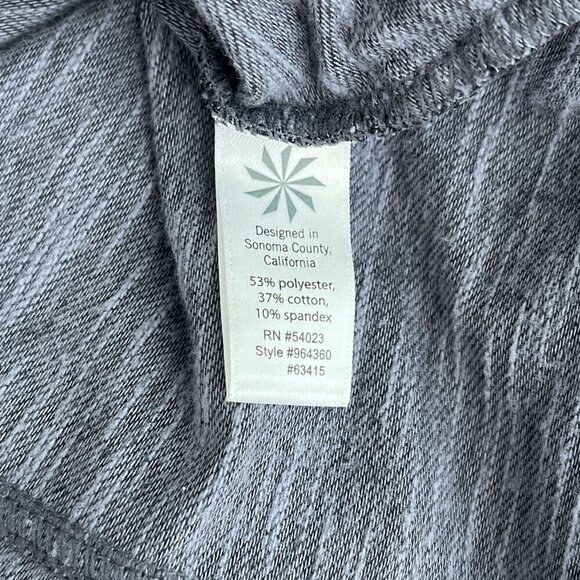 Designed in
Sonoma County,
California
53% polyester,
37% cotton,
10% spandex
RN #54023
Style #964360
#63415